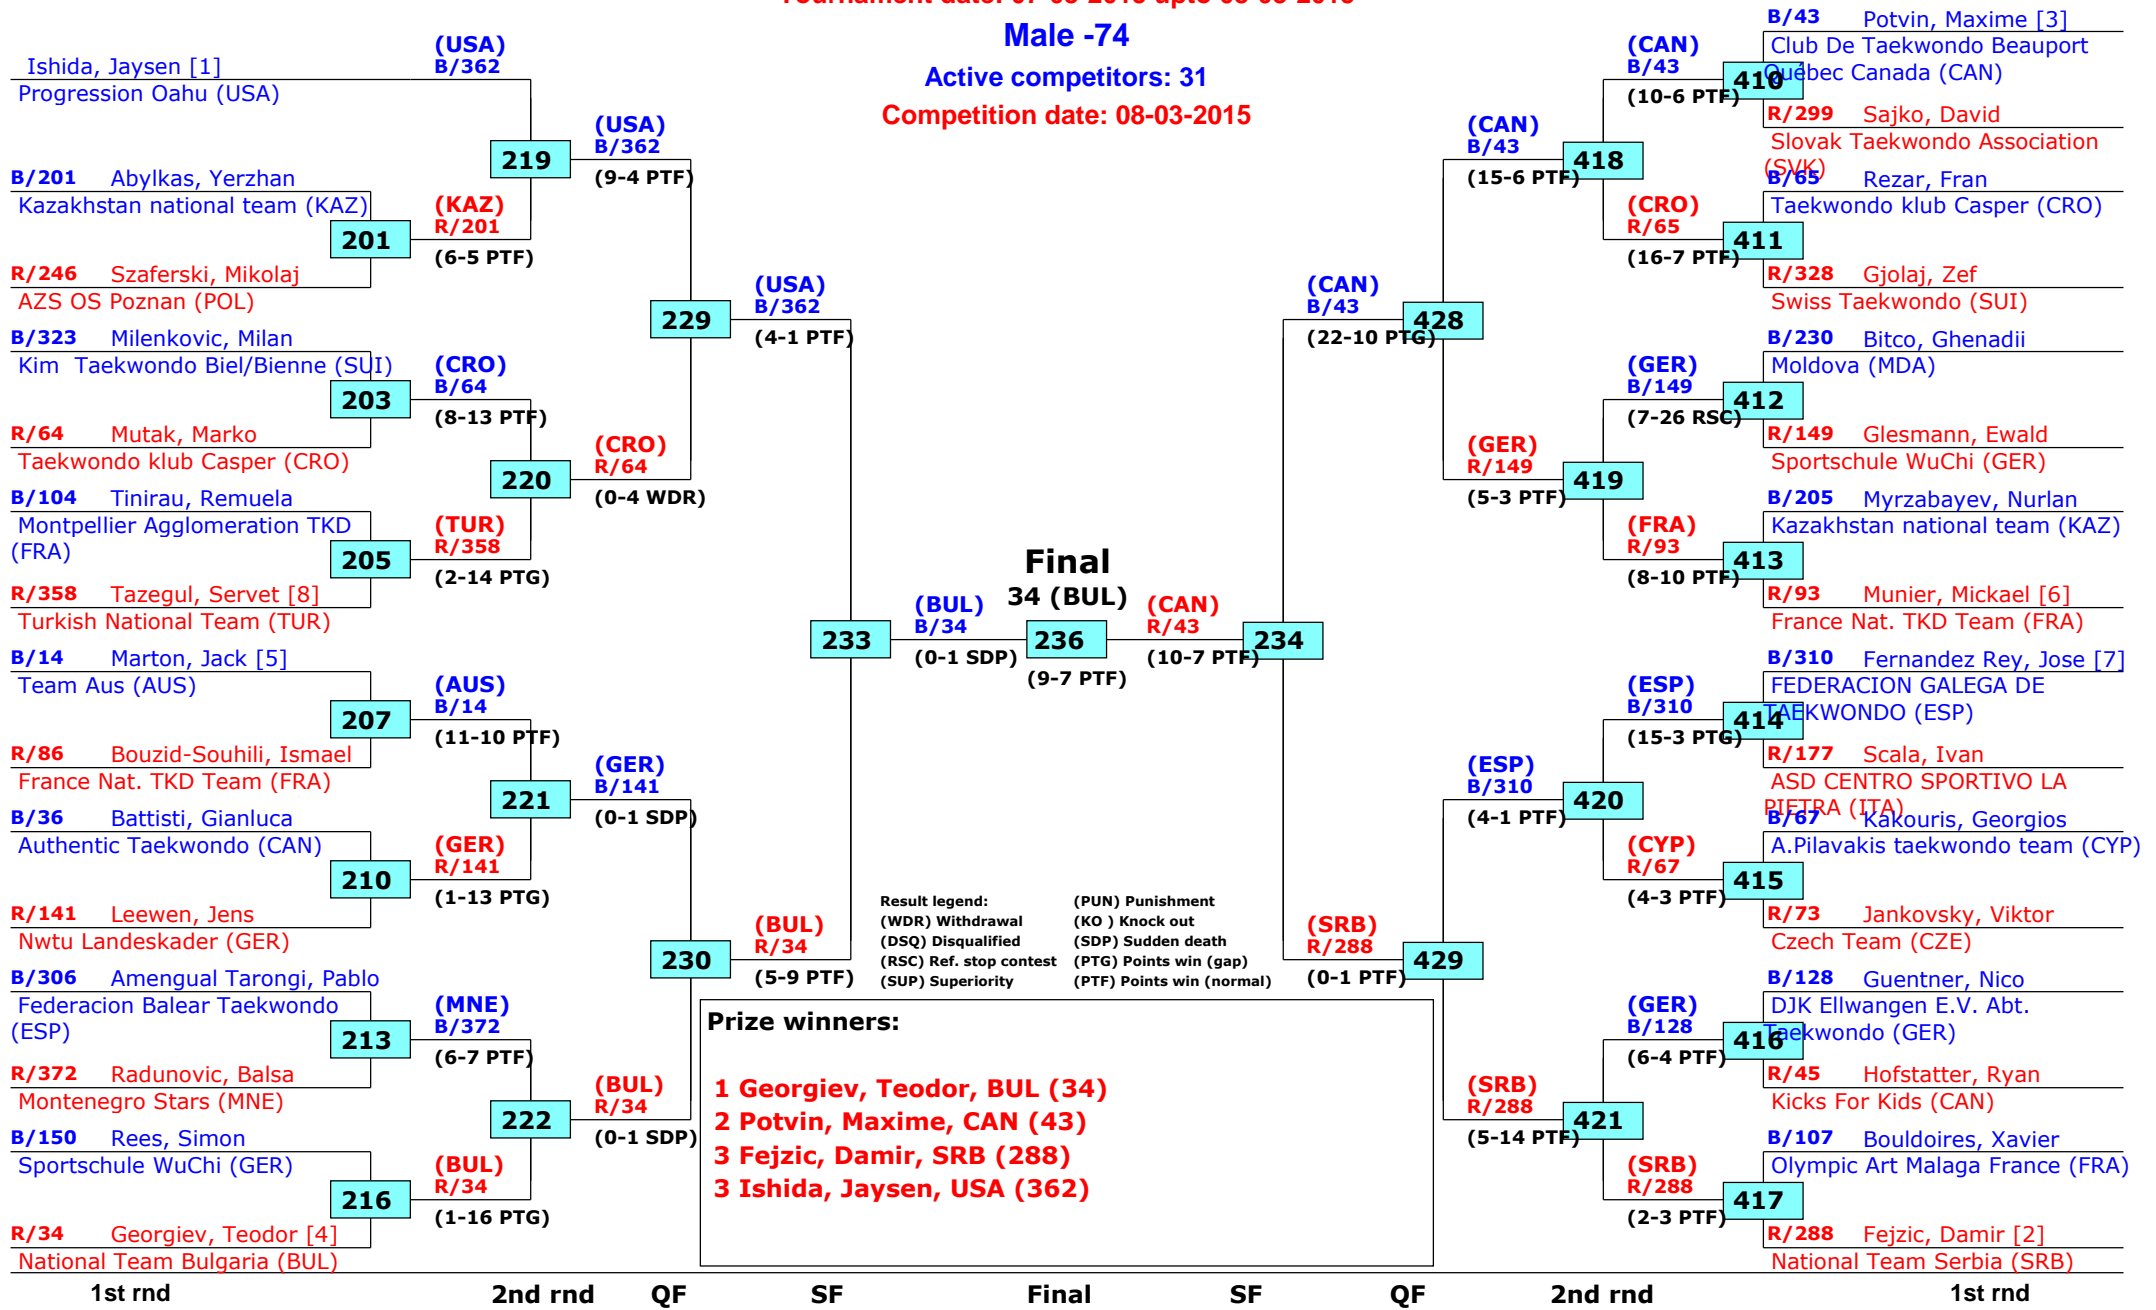 Tournament date: 07-03-2015 upto 08-03-2015
Male -74
Active competitors: 31
Competition date: 08-03-2015
Ishida, Jaysen [1]
Progression Oahu (USA)
B/201 Abylkas, Yerzhan
Kazakhstan national team (KAZ)
201
R/246 Szaferski, Mikolaj
AZS OS Poznan (POL)
B/323 Milenkovic, Milan
Kim Taekwondo Biel/Bienne (SUI)
203
R/64 Mutak, Marko
Taekwondo klub Casper (CRO)
B/104 Tinirau, Remuela
Montpellier Agglomeration TKD
(FRA)
205
R/358 Tazegul, Servet [8]
Turkish National Team (TUR)
B/14 Marton, Jack [5]
Team Aus (AUS)
207
R/86 Bouzid-Souhili, Ismael
France Nat. TKD Team (FRA)
B/36 Battisti, Gianluca
Authentic Taekwondo (CAN)
210
R/141 Leewen, Jens
Nwtu Landeskader (GER)
B/306 Amengual Tarongi, Pablo
Federacion Balear Taekwondo
(ESP)
213
R/372 Radunovic, Balsa
Montenegro Stars (MNE)
B/150 Rees, Simon
Sportschule WuChi (GER)
216
R/34 Georgiev, Teodor [4]
National Team Bulgaria (BUL)
(USA)
B/362
219
(KAZ)
R/201
(6-5 PTF)
(CRO)
B/64
(8-13 PTF)
220
(TUR)
R/358
(2-14 PTG)
(AUS)
B/14
(11-10 PTF)
221
(GER)
R/141
(1-13 PTG)
(MNE)
B/372
(6-7 PTF)
222
(BUL)
R/34
(1-16 PTG)
(USA)
B/362
(9-4 PTF)
229
(CRO)
R/64
(0-4 WDR)
(GER)
B/141
(0-1 SDP)
230
(BUL)
R/34
(0-1 SDP)
(USA)
B/362
(4-1 PTF)
233
(BUL)
R/34
(5-9 PTF)
(BUL)
B/34
(0-1 SDP)
Final
34 (BUL)
236
(9-7 PTF)
(CAN)
R/43
(10-7 PTF)
234
(CAN)
B/43
(22-10 PTG)
428
(SRB)
R/288
(0-1 PTF)
429
(CAN)
B/43
(15-6 PTF)
418
(GER)
R/149
(5-3 PTF)
419
(ESP)
B/310
(4-1 PTF)
420
(SRB)
R/288
(5-14 PTF)
421
(CAN)
B/43
(10-6 PTF)
410
(CRO)
R/65
(16-7 PTF)
411
(GER)
B/149
(7-26 RSC)
412
(FRA)
R/93
(8-10 PTF)
413
(ESP)
B/310
(15-3 PTG)
414
(CYP)
R/67
(4-3 PTF)
415
(GER)
B/128
(6-4 PTF)
416
(SRB)
R/288
(2-3 PTF)
417
B/43 Potvin, Maxime [3]
Club De Taekwondo Beauport
Québec Canada (CAN)
R/299 Sajko, David
Slovak Taekwondo Association
(SVK)
B/65 Rezar, Fran
Taekwondo klub Casper (CRO)
R/328 Gjolaj, Zef
Swiss Taekwondo (SUI)
B/230 Bitco, Ghenadii
Moldova (MDA)
R/149 Glesmann, Ewald
Sportschule WuChi (GER)
B/205 Myrzabayev, Nurlan
Kazakhstan national team (KAZ)
R/93 Munier, Mickael [6]
France Nat. TKD Team (FRA)
B/310 Fernandez Rey, Jose [7]
FEDERACION GALEGA DE
TAEKWONDO (ESP)
R/177 Scala, Ivan
ASD CENTRO SPORTIVO LA
PIETRA (ITA)
B/67 Kakouris, Georgios
A.Pilavakis taekwondo team (CYP)
R/73 Jankovsky, Viktor
Czech Team (CZE)
B/128 Guentner, Nico
DJK Ellwangen E.V. Abt.
Taekwondo (GER)
R/45 Hofstatter, Ryan
Kicks For Kids (CAN)
B/107 Bouldoires, Xavier
Olympic Art Malaga France (FRA)
R/288 Fejzic, Damir [2]
National Team Serbia (SRB)
Result legend: (PUN) Punishment
(WDR) Withdrawal (KO ) Knock out
(DSQ) Disqualified (SDP) Sudden death
(RSC) Ref. stop contest (PTG) Points win (gap)
(SUP) Superiority (PTF) Points win (normal)
Prize winners:
1 Georgiev, Teodor, BUL (34)
2 Potvin, Maxime, CAN (43)
3 Fejzic, Damir, SRB (288)
3 Ishida, Jaysen, USA (362)
1st rnd 2nd rnd QF SF Final SF QF 2nd rnd 1st rnd